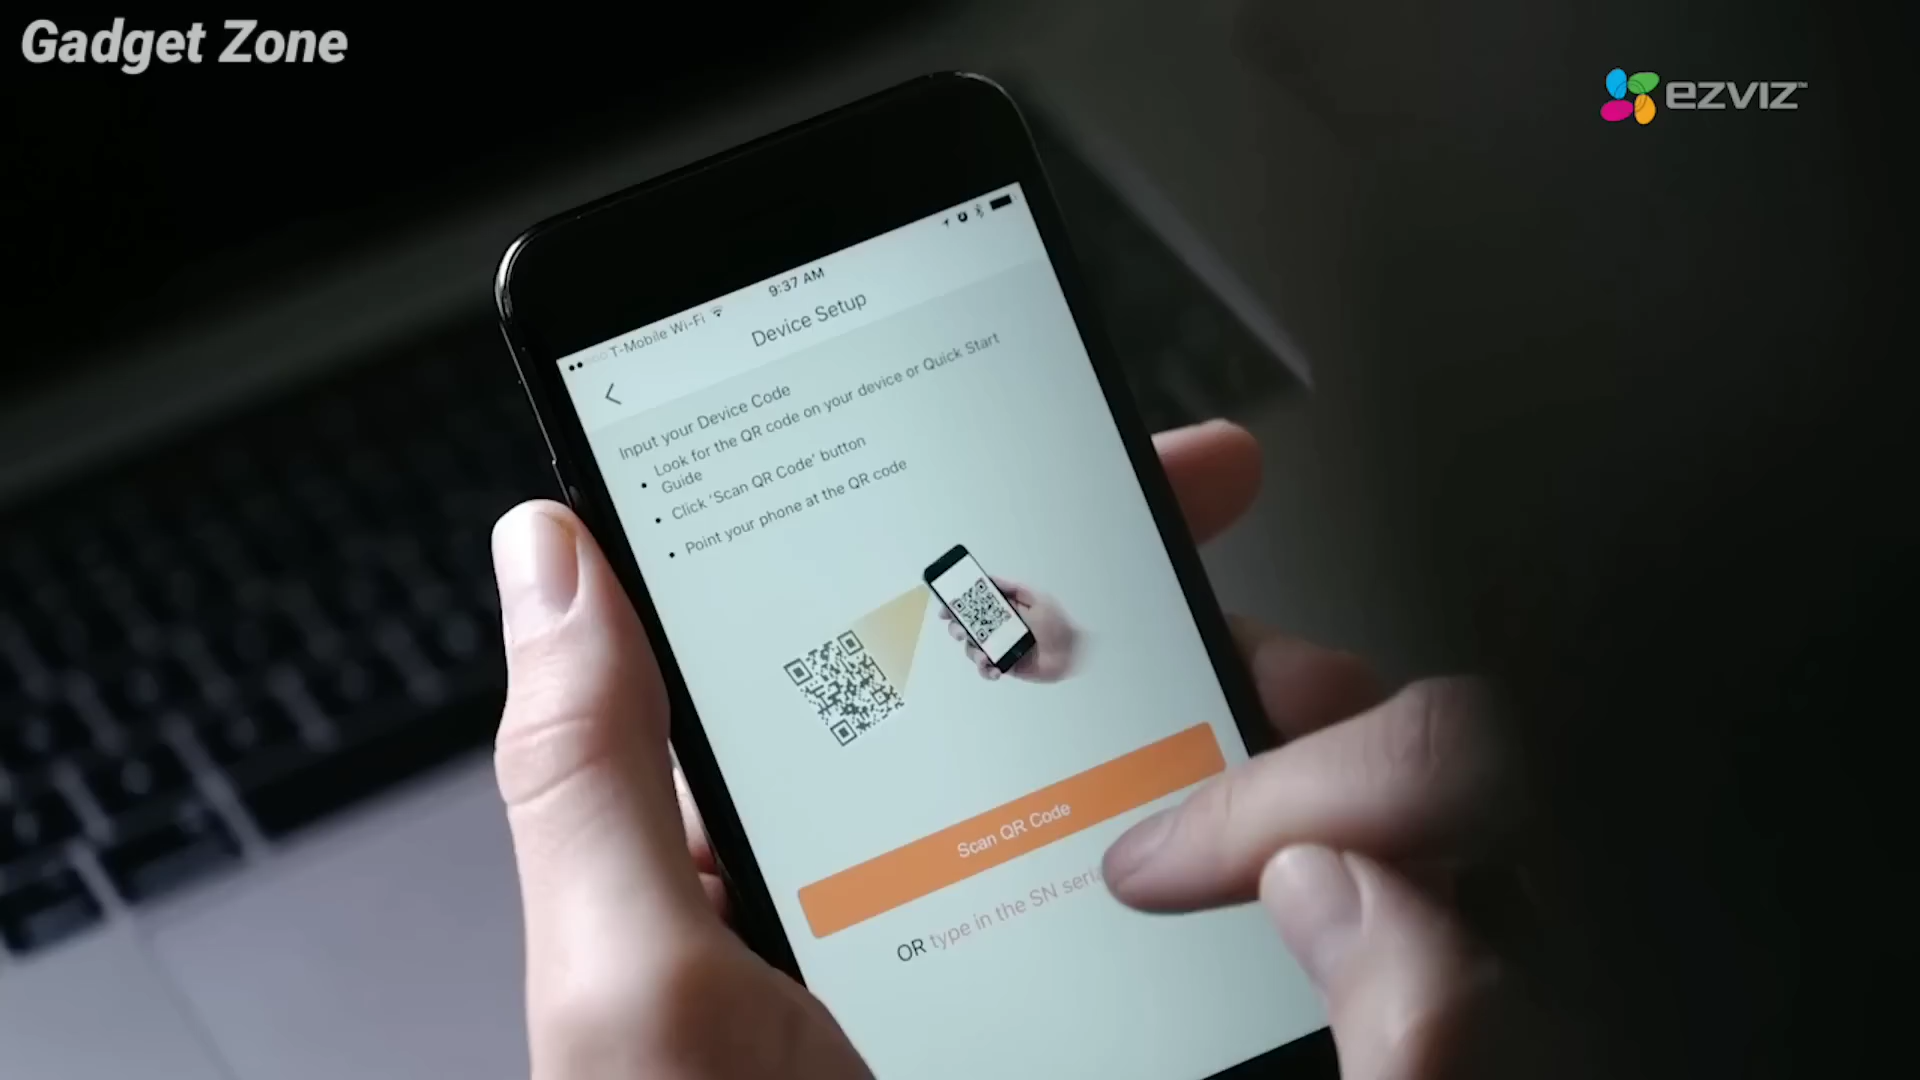 Gadget Zone
ezviz™
T-Mobile Wi-Fi
9:37 AM
Device Setup
Input your Device Code
• Look for the QR code on your device or Quick Start
Guide
• Click 'Scan QR Code' button
• Point your phone at the QR code
Scan QR Code
OR type in the SN seria